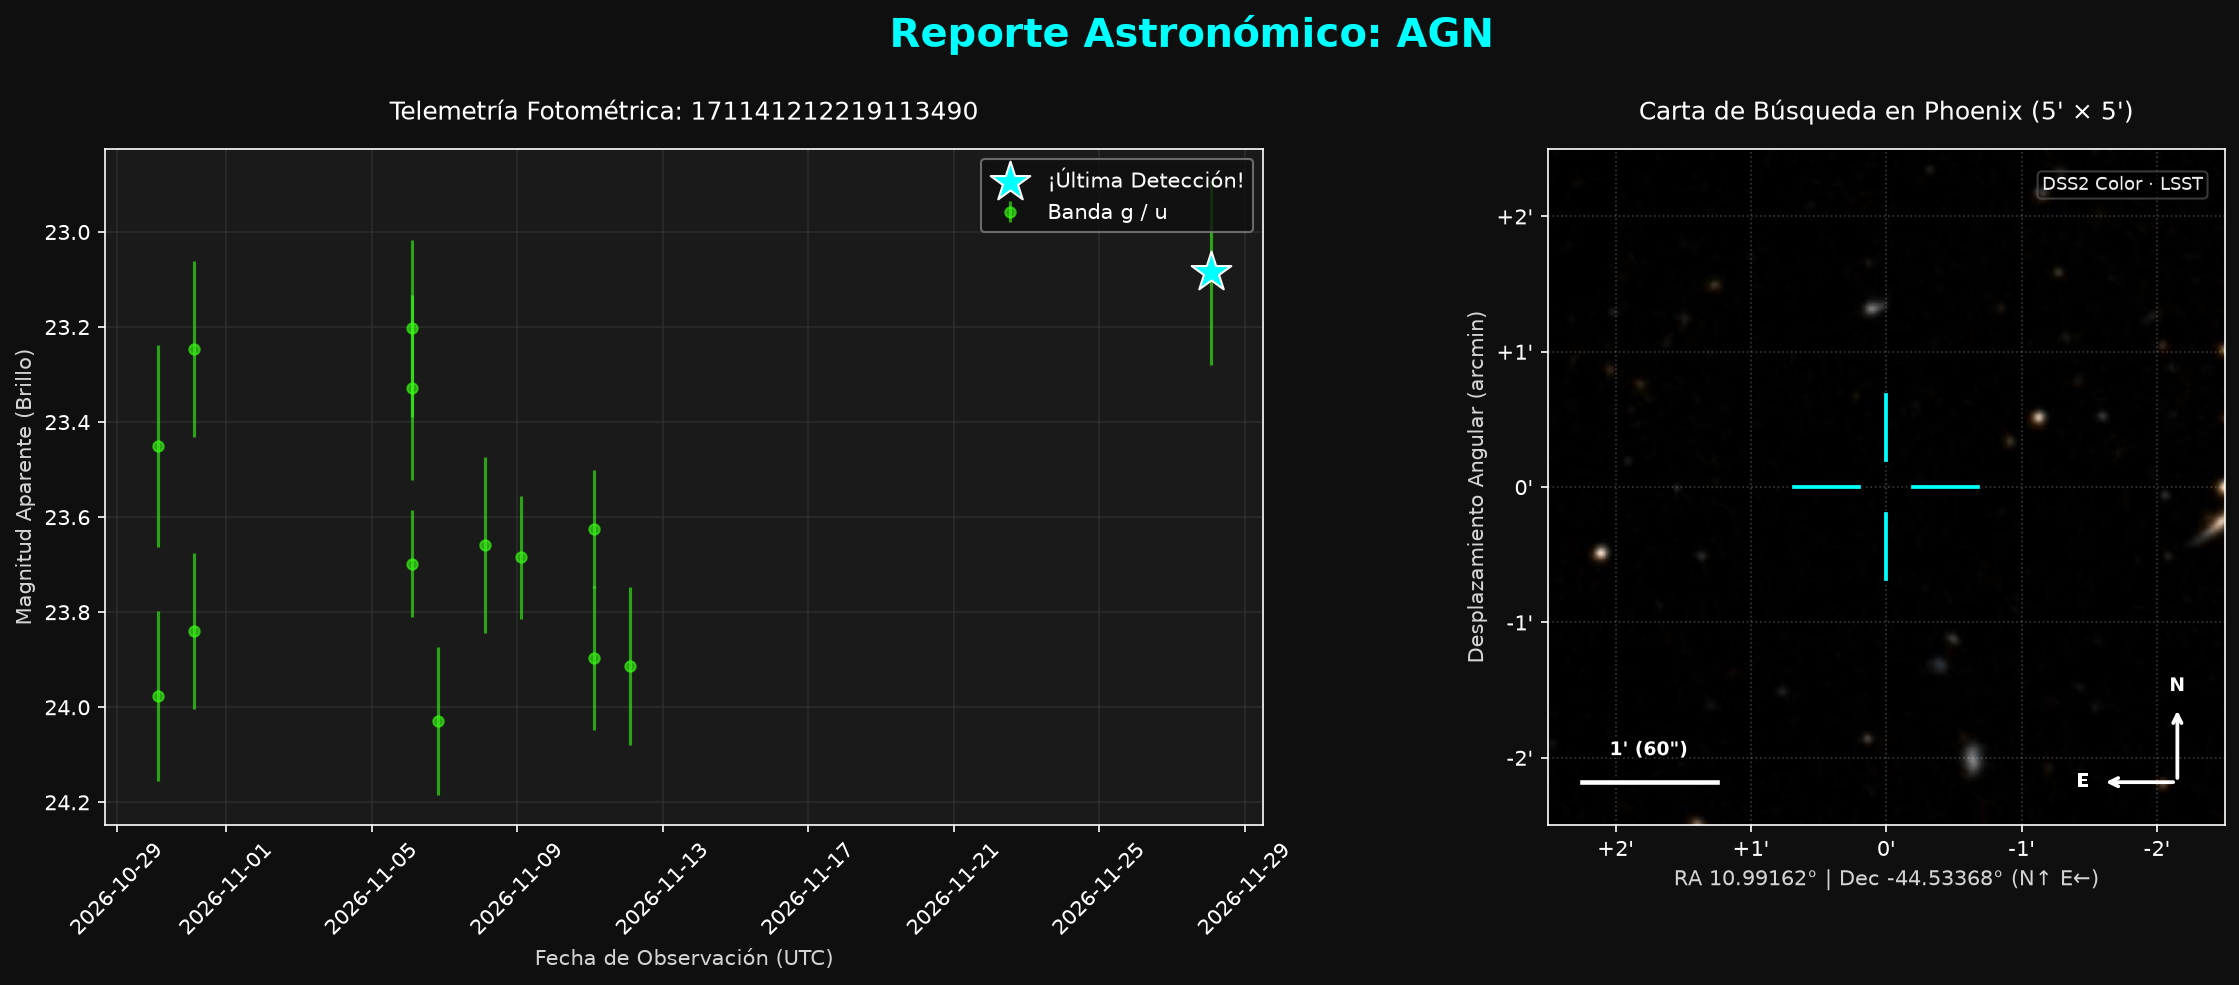 Reporte Astronómico: AGN
Telemetría Fotométrica: 171141212219113490
¡Última Detección!
Banda g / u
Magnitud Aparente (Brillo)
23.0
23.2
23.4
23.6
23.8
24.0
24.2
2026-10-29
2026-11-01
2026-11-05
2026-11-09
2026-11-13
2026-11-17
2026-11-21
2026-11-25
2026-11-29
Fecha de Observación (UTC)
Carta de Búsqueda en Phoenix (5' × 5')
DSS2 Color · LSST
Desplazamiento Angular (arcmin)
+2'
+1'
0'
-1'
-2'
N
E
1' (60")
+2'
+1'
0'
-1'
-2'
RA 10.99162° | Dec -44.53368° (N↑ E←)